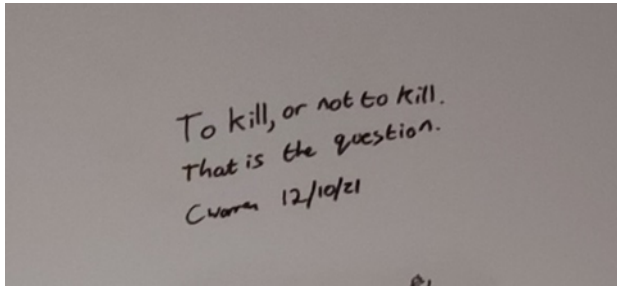 To kill, or not to kill.
That is the question.
12/10/21